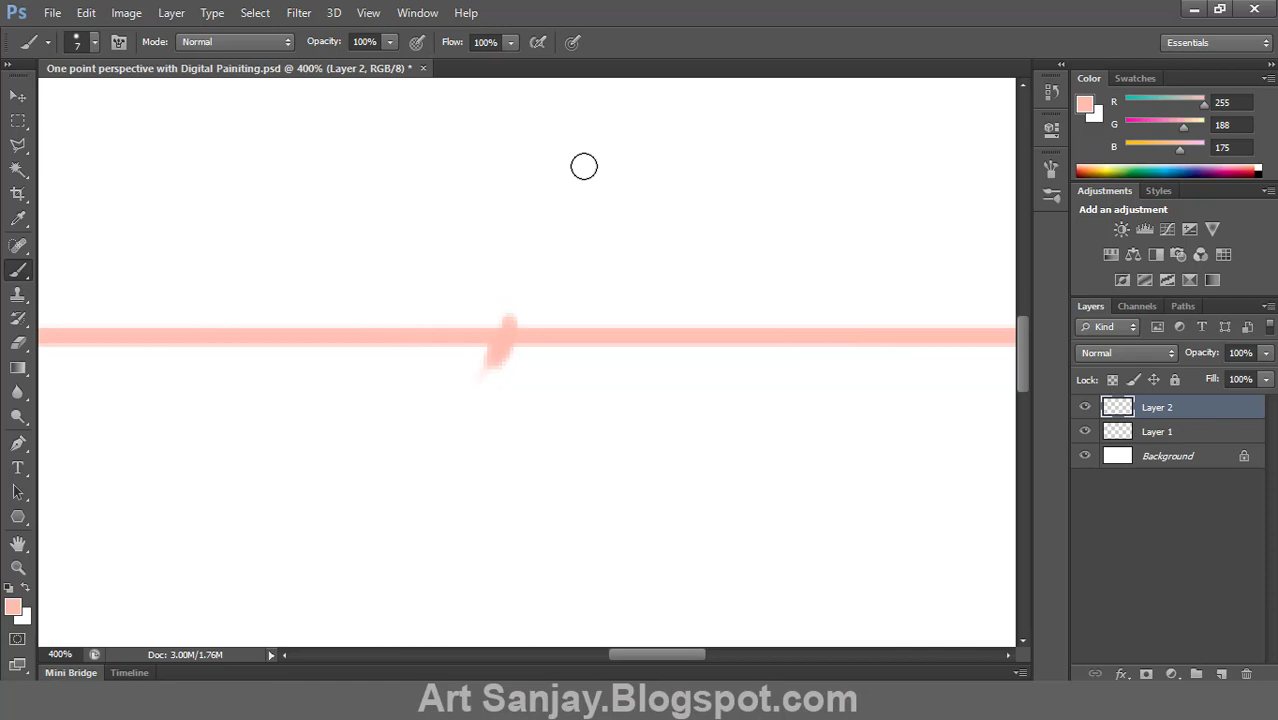 Ps File Edit Image Layer Type Select Filter 3D View Window Help
7 Mode: Normal Opacity: 100% Flow: 100% Essentials
One point perspective with Digital Painiting.psd @ 400% (Layer 2, RGB/8) * ×
Color Swatches
R 255
G 188
B 175
Adjustments Styles
Add an adjustment
Layers Channels Paths
Kind T
Normal Opacity: 100%
Lock: Fill: 100%
Layer 2
Layer 1
Background
T
400% Doc: 3.00M/1.76M
Mini Bridge Timeline
fx
Art Sanjay.Blogspot.com